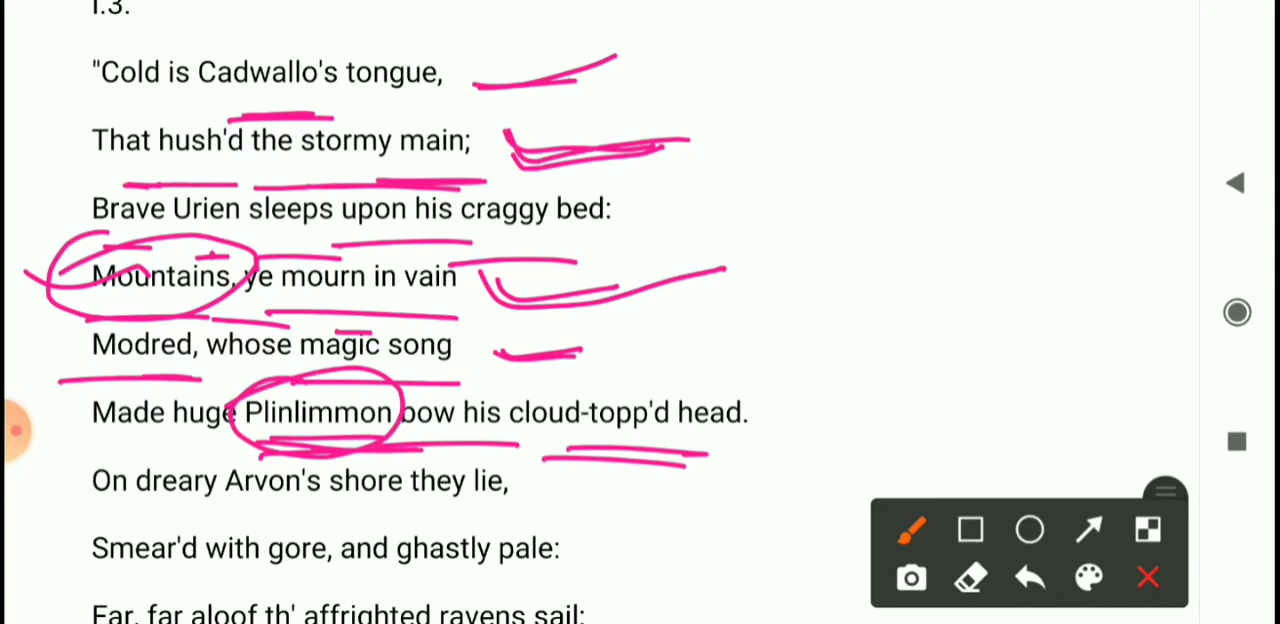 I.3.
"Cold is Cadwallo's tongue,
That hush'd the stormy main;
Brave Urien sleeps upon his craggy bed:
Mountains, ye mourn in vain
Modred, whose magic song
Made huge Plinlimmon bow his cloud-topp'd head.
On dreary Arvon's shore they lie,
Smear'd with gore, and ghastly pale:
Far, far aloof th' affrighted ravens sail;